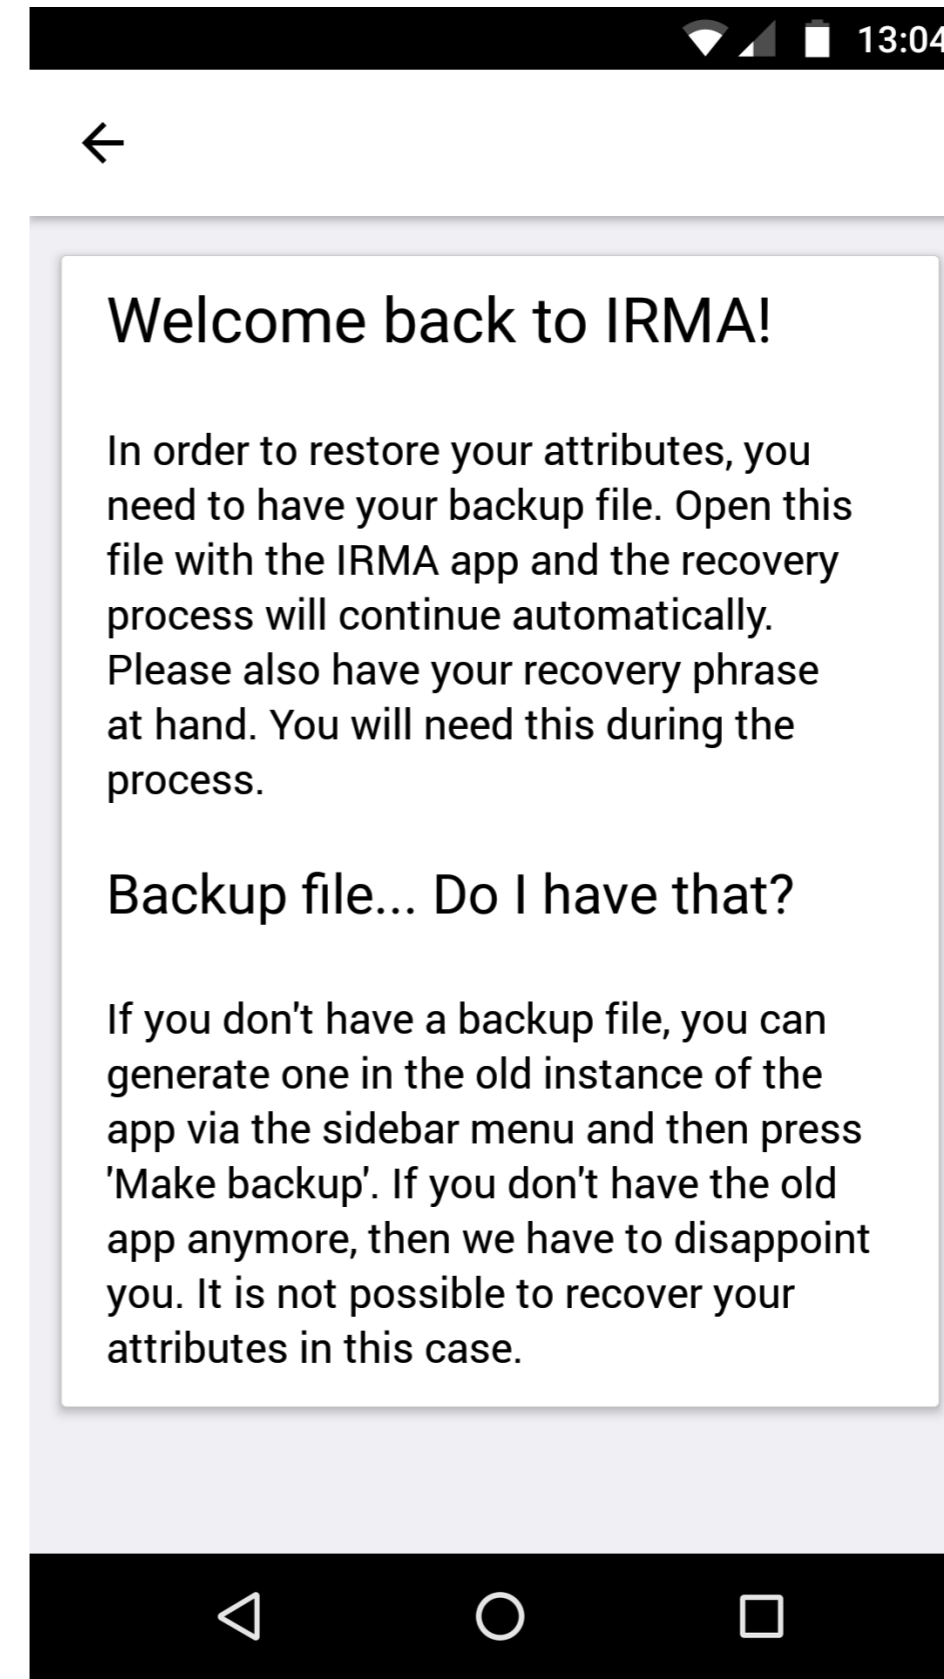 13:04
Welcome back to IRMA!
In order to restore your attributes, you
need to have your backup file. Open this
file with the IRMA app and the recovery
process will continue automatically.
Please also have your recovery phrase
at hand. You will need this during the
process.
Backup file... Do I have that?
If you don't have a backup file, you can
generate one in the old instance of the
app via the sidebar menu and then press
'Make backup'. If you don't have the old
app anymore, then we have to disappoint
you. It is not possible to recover your
attributes in this case.